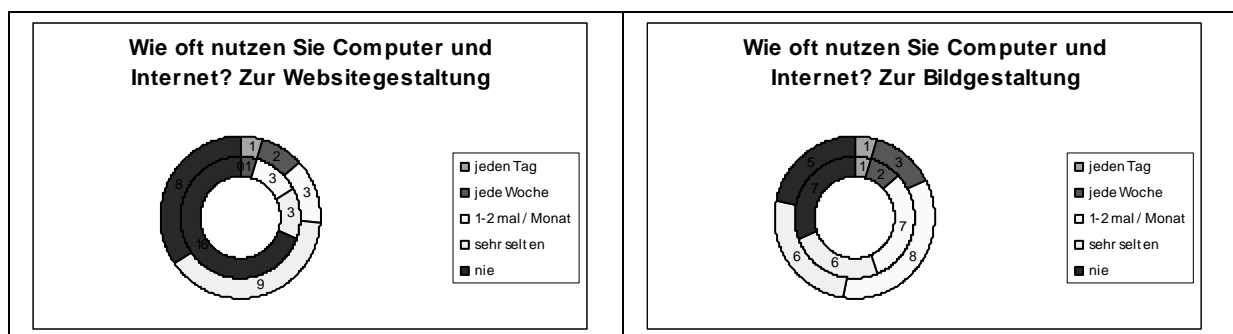 Wie oft nutzen Sie Computer und
Internet? Zur Websitegestaltung
1
2
3
9
8
0
1
3
3
16
jeden Tag
jede Woche
1-2 mal / Monat
sehr selten
nie
Wie oft nutzen Sie Computer und
Internet? Zur Bildgestaltung
1
3
8
6
5
1
2
7
6
7
jeden Tag
jede Woche
1-2 mal / Monat
sehr selten
nie